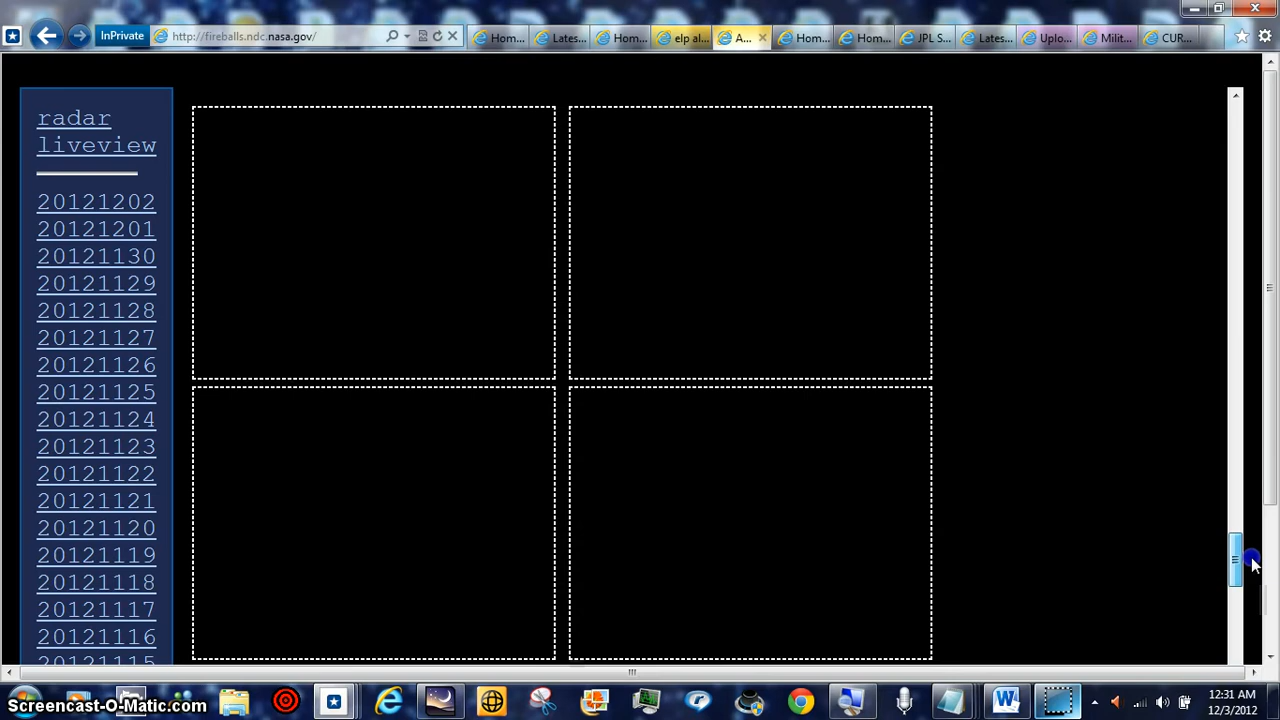 InPrivate
http://fireballs.ndc.nasa.gov/
Hom...
Lates...
Hom...
elp al...
A...
Hom...
Hom...
JPL S...
Lates...
Uplo...
Milit...
CUR...
radar
liveview
20121202
20121201
20121130
20121129
20121128
20121127
20121126
20121125
20121124
20121123
20121122
20121121
20121120
20121119
20121118
20121117
20121116
20121115
12:31 AM
12/3/2012
Screencast-O-Matic.com